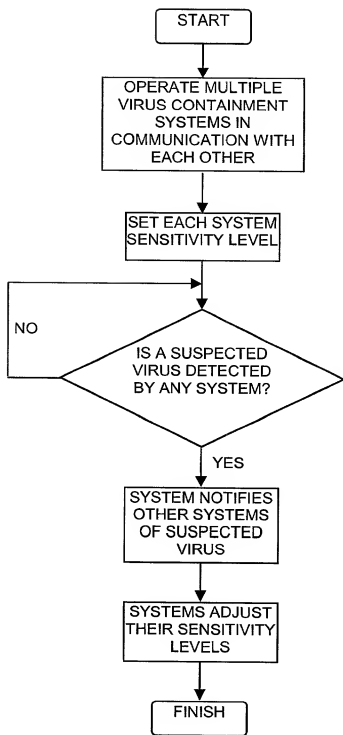 START
OPERATE MULTIPLE
VIRUS CONTAINMENT
SYSTEMS IN
COMMUNICATION WITH
EACH OTHER
SET EACH SYSTEM
SENSITIVITY LEVEL
NO
IS A SUSPECTED
VIRUS DETECTED
BY ANY SYSTEM?
YES
SYSTEM NOTIFIES
OTHER SYSTEMS
OF SUSPECTED
VIRUS
SYSTEMS ADJUST
THEIR SENSITIVITY
LEVELS
FINISH